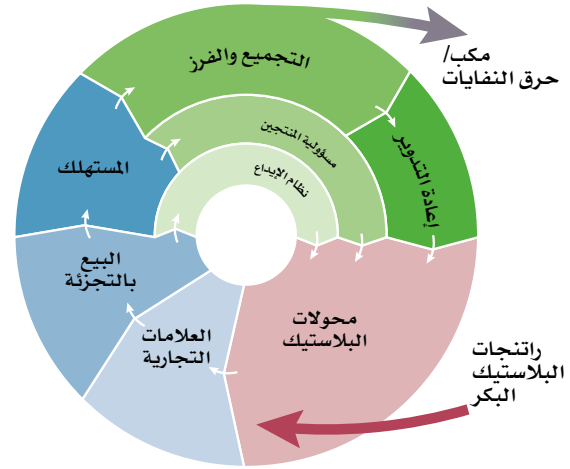 التجميع والفرز
مكب/
حرق النفايات
مسؤولية المنتجين
نظام الإيداع
إعادة التدوير
المستهلك
البيع
بالتجزئة
العلامات
التجارية
محولات
البلاستيك
راتنجات
البلاستيك
البكر